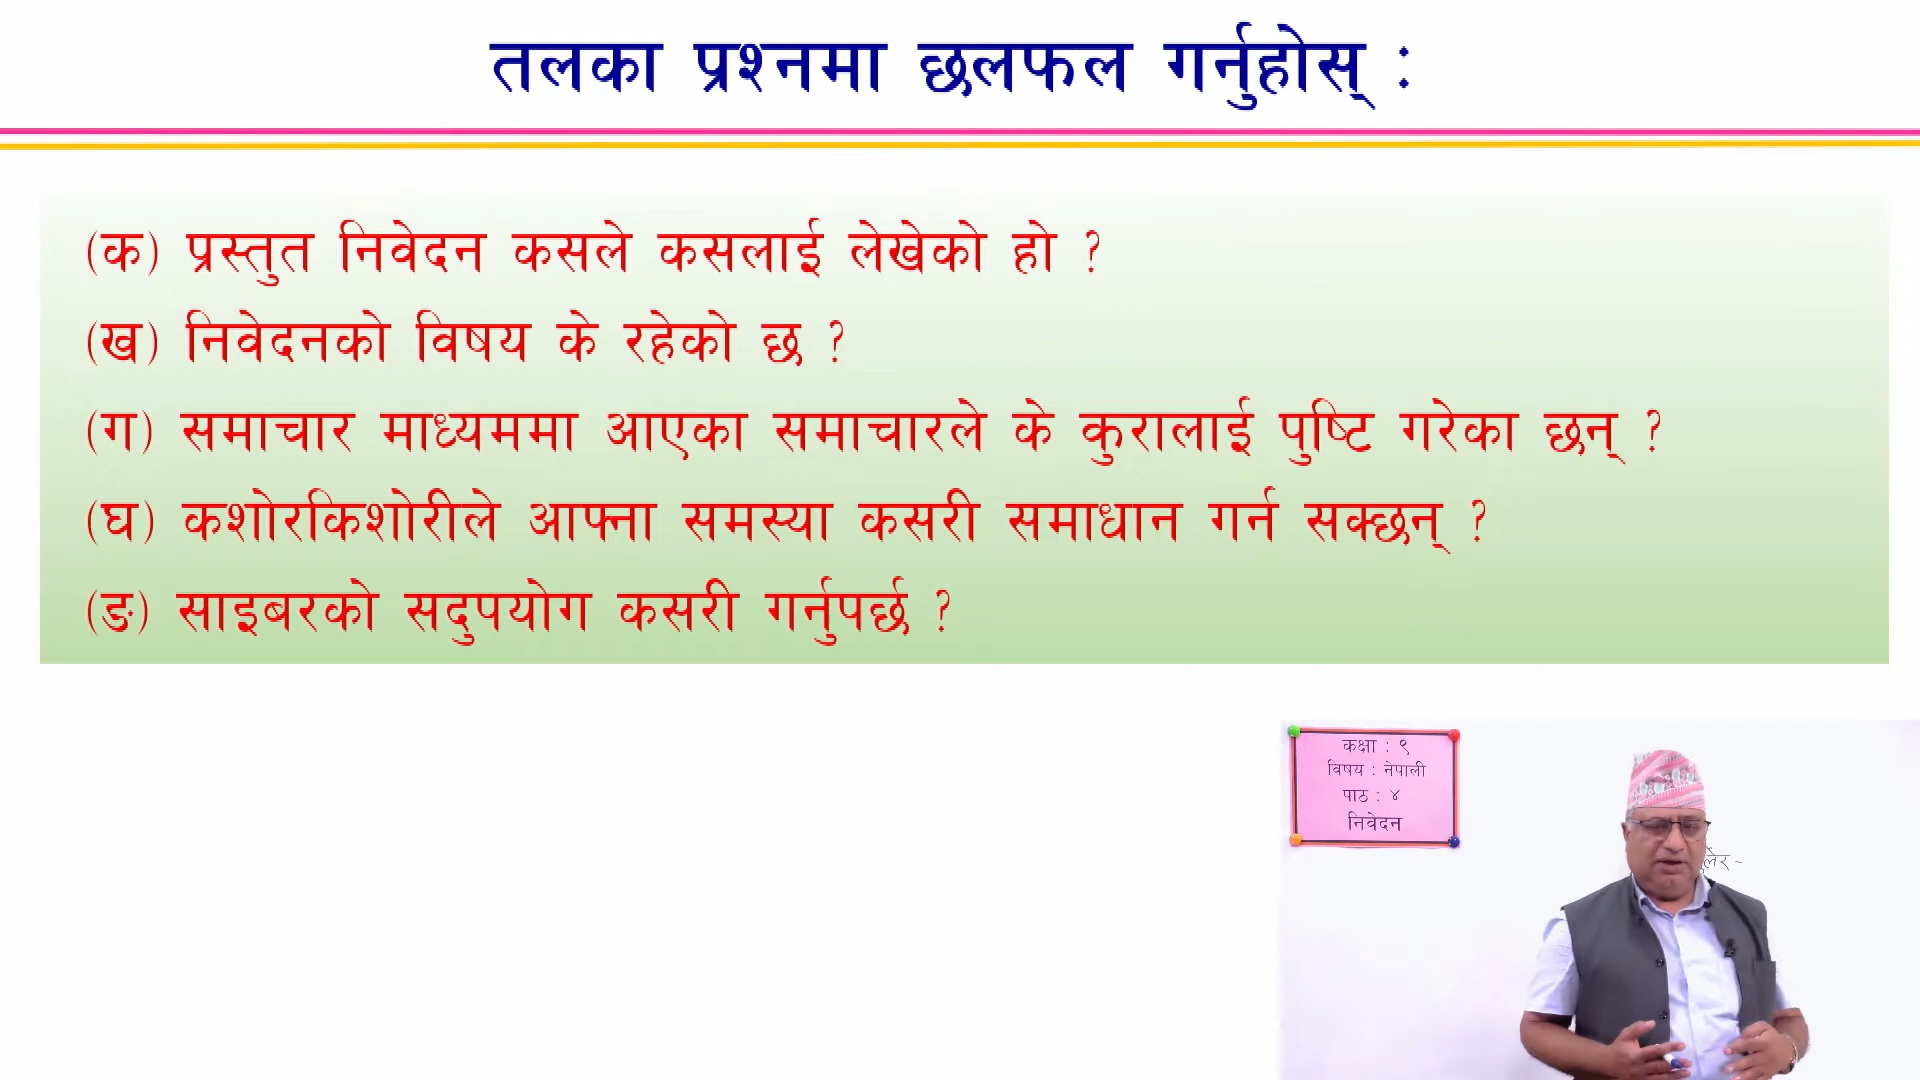 तलका प्रश्नमा छलफल गर्नुहोस् :
(क) प्रस्तुत निवेदन कसले कसलाई लेखेको हो ?
(ख) निवेदनको विषय के रहेको छ ?
(ग) समाचार माध्यममा आएका समाचारले के कुरालाई पुष्टि गरेका छन् ?
(घ) कशोरकिशोरीले आफ्ना समस्या कसरी समाधान गर्न सक्छन् ?
(ङ) साइबरको सदुपयोग कसरी गर्नुपर्छ ?
कक्षा : ९
विषय : नेपाली
पाठ : ४
निवेदन